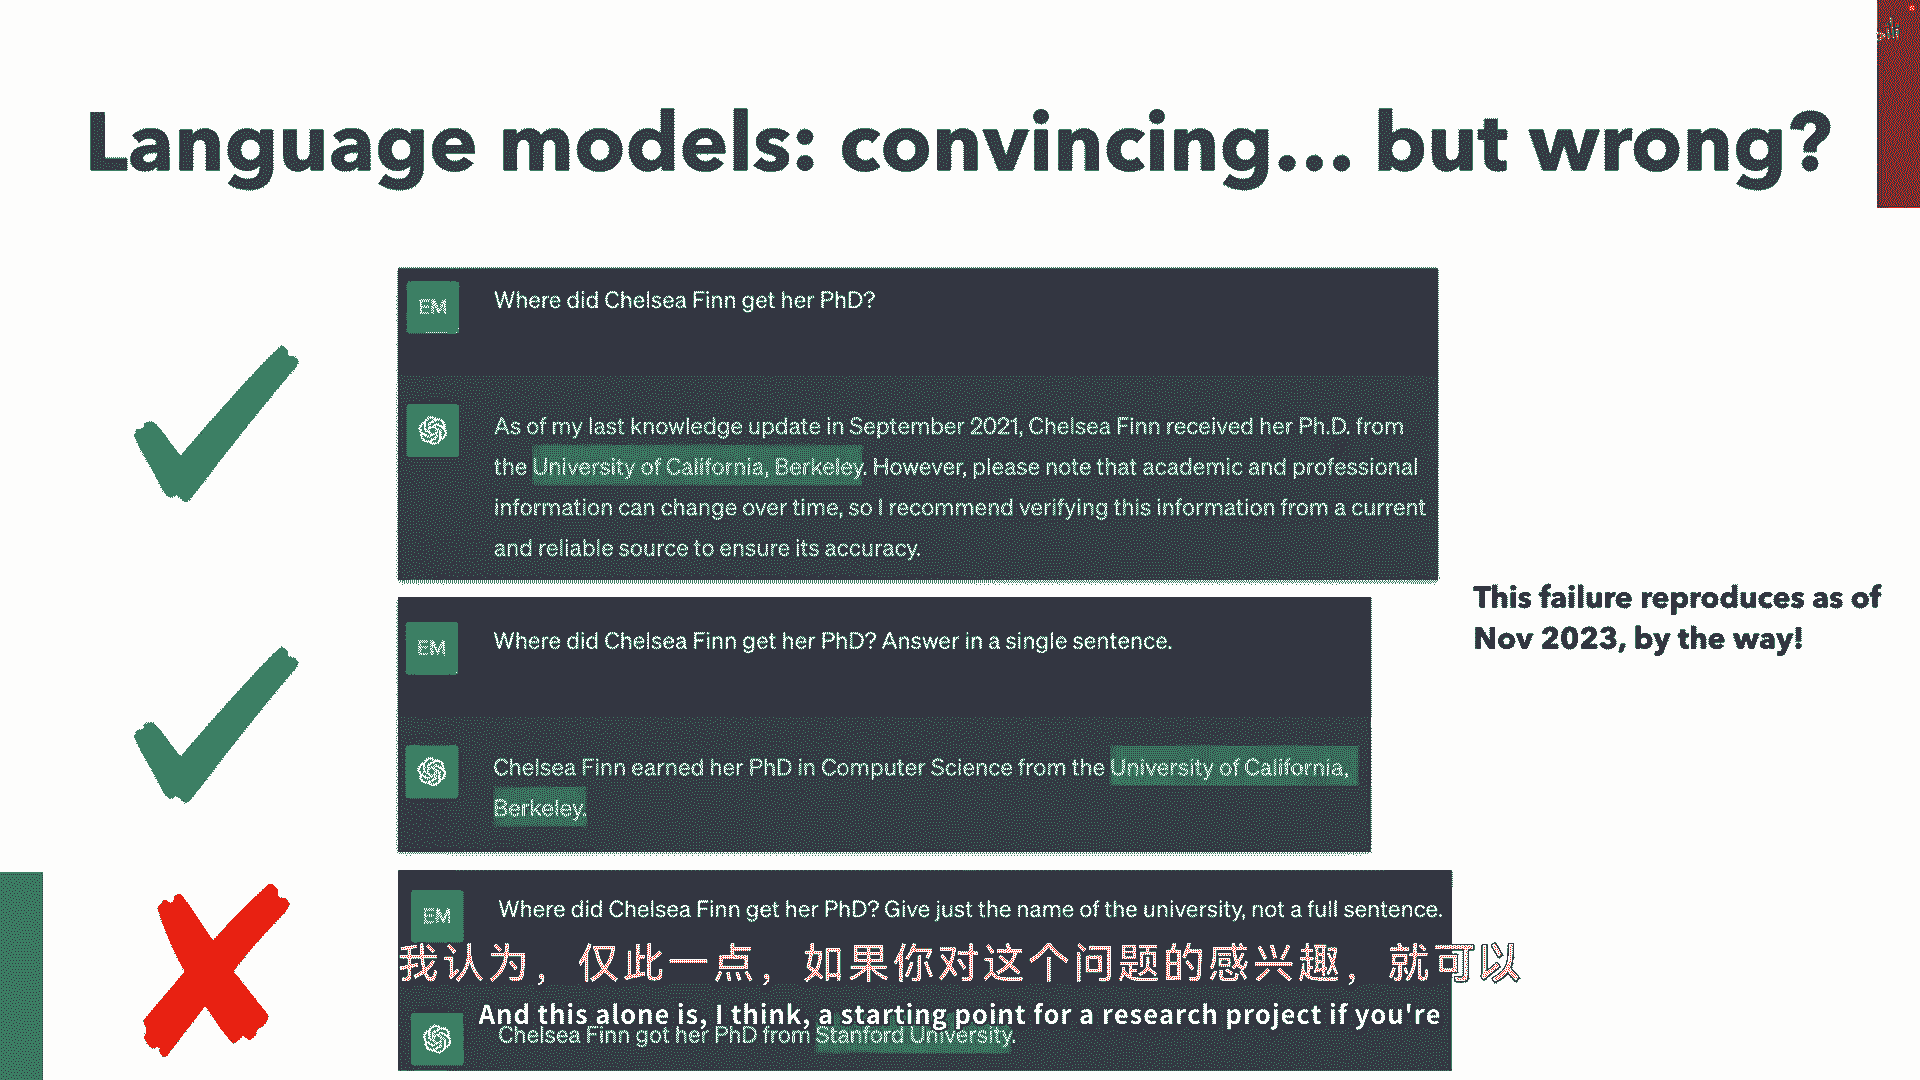 Language models: convincing... but wrong?
EM
Where did Chelsea Finn get her PhD?
As of my last knowledge update in September 2021, Chelsea Finn received her Ph.D. from
the University of California, Berkeley. However, please note that academic and professional
information can change over time, so I recommend verifying this information from a current
and reliable source to ensure its accuracy.
This failure reproduces as of
Nov 2023, by the way!
EM
Where did Chelsea Finn get her PhD? Answer in a single sentence.
Chelsea Finn earned her PhD in Computer Science from the University of California,
Berkeley.
EM
Where did Chelsea Finn get her PhD? Give just the name of the university, not a full sentence.
我认为，仅此一点，如果你对这个问题的感兴趣，就可以
And this alone is, I think, a starting point for a research project if you're
Chelsea Finn got her PhD from Stanford University.